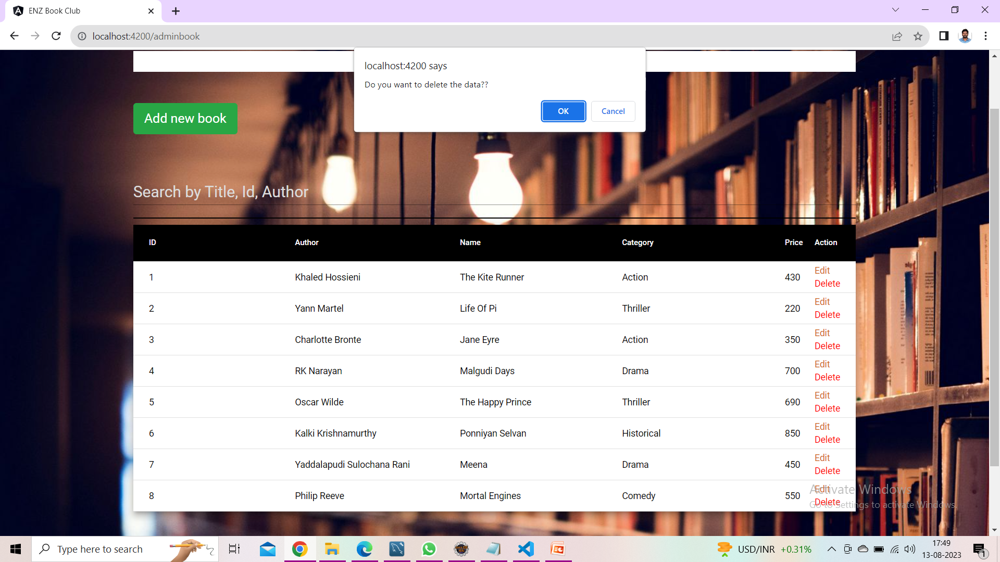 ENZ Book Club
localhost:4200/adminbook
localhost:4200 says
Do you want to delete the data??
OK
Cancel
Add new book
Search by Title, Id, Author
ID Author Name Category Price Action
1 Khaled Hossieni The Kite Runner Action 430 Edit Delete
2 Yann Martel Life Of Pi Thriller 220 Edit Delete
3 Charlotte Bronte Jane Eyre Action 350 Edit Delete
4 RK Narayan Malgudi Days Drama 700 Edit Delete
5 Oscar Wilde The Happy Prince Thriller 690 Edit Delete
6 Kalki Krishnamurthy Ponniyan Selvan Historical 850 Edit Delete
7 Yaddalapudi Sulochana Rani Meena Drama 450 Edit Delete
8 Philip Reeve Mortal Engines Comedy 550 Edit Delete
Activate Windows
Go to Settings to activate Windows.
Type here to search
USD/INR +0.31%
17:49
13-08-2023
1